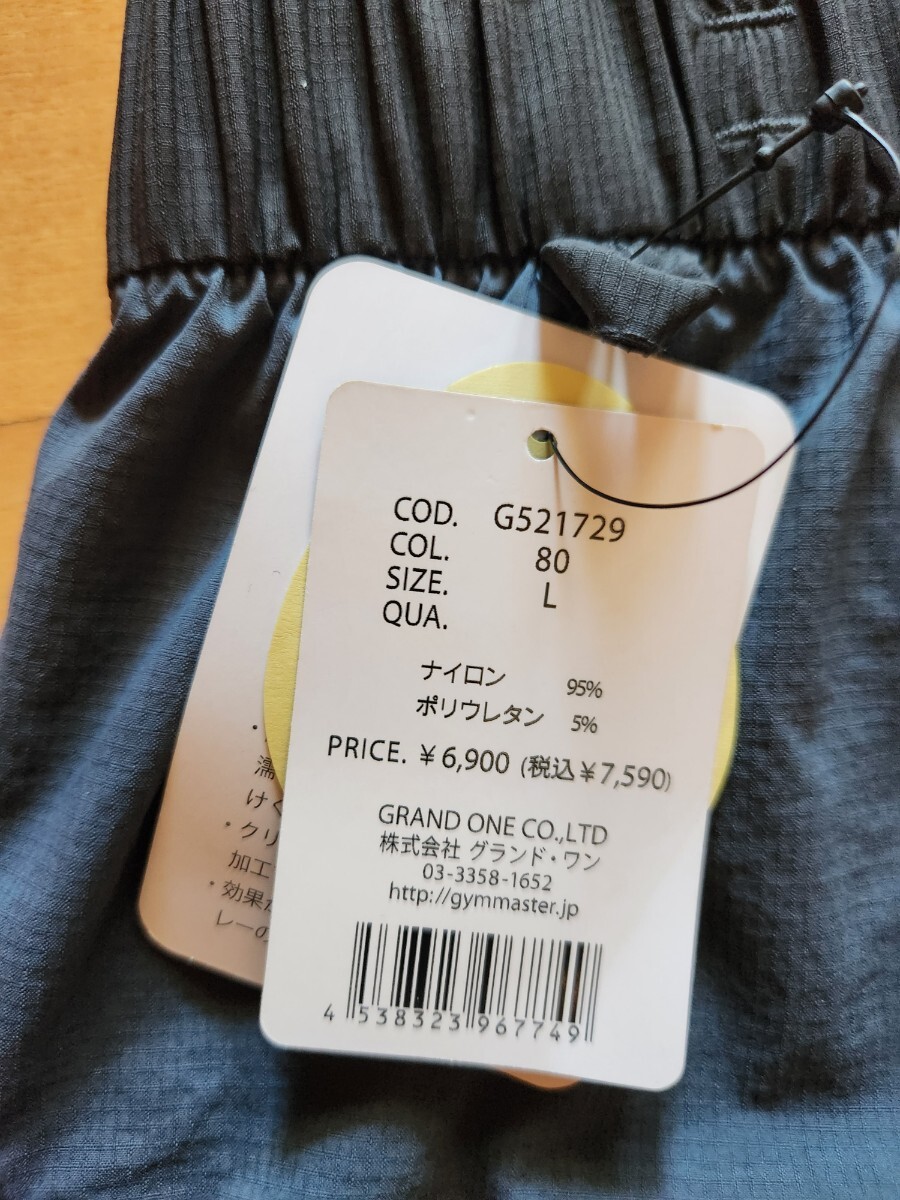 COD. G521729
COL. 80
SIZE. L
QUA.
ナイロン 95%
ポリウレタン 5%
PRICE. ¥6,900 (税込¥7,590)
GRAND ONE CO.,LTD
株式会社 グランド・ワン
03-3358-1652
http://gymmaster.jp
4 538323 967749
濡
けく
・クリ
加工
・効果が
レーの